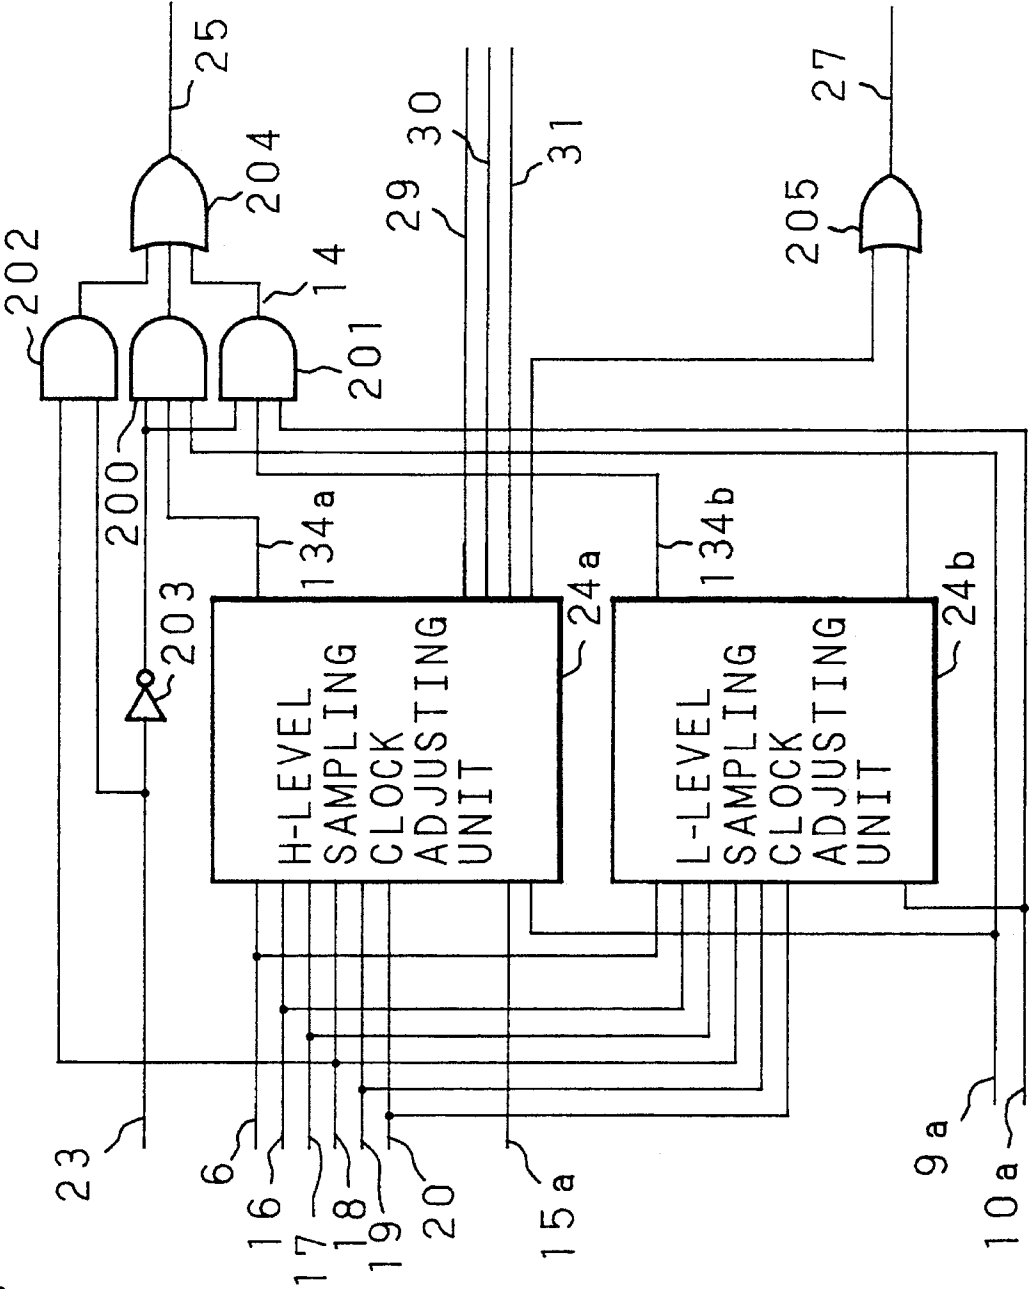 23
6
16
17
18
19
20
15a
9a
10a
203
H-LEVEL
SAMPLING
CLOCK
ADJUSTING
UNIT
24a
L-LEVEL
SAMPLING
CLOCK
ADJUSTING
UNIT
24b
134a
134b
200
202
201
14
204
25
29
30
31
205
27